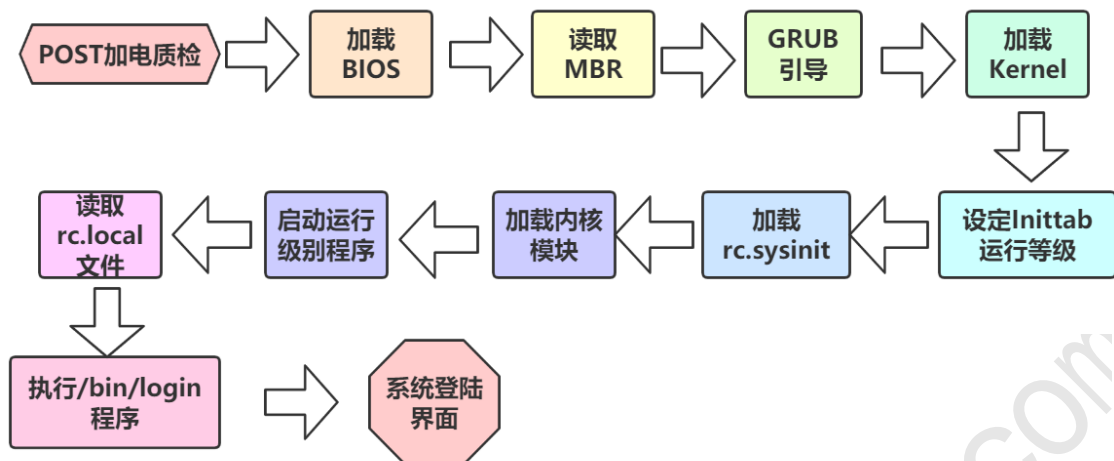 POST加电质检
加载
BIOS
读取
MBR
GRUB
引导
加载
Kernel
设定Inittab
运行等级
加载
rc.sysinit
加载内核
模块
启动运行
级别程序
读取
rc.local
文件
执行/bin/login
程序
系统登陆
界面
com